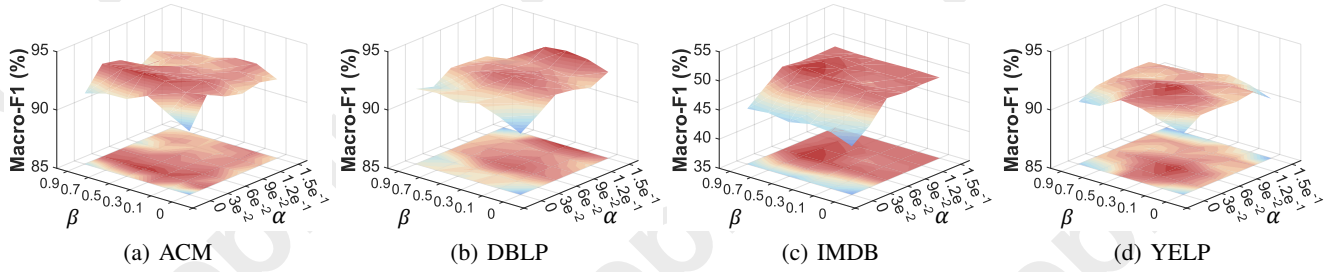 Macro-F1 (%)
95
90
85
0.9
0.7
0.5
0.3
0.1
0
β
0
3e⁻²
6e⁻²
9e⁻²
1.2e⁻¹
1.5e⁻¹
α
(a) ACM
Macro-F1 (%)
95
90
85
0.9
0.7
0.5
0.3
0.1
0
β
0
3e⁻²
6e⁻²
9e⁻²
1.2e⁻¹
1.5e⁻¹
α
(b) DBLP
Macro-F1 (%)
55
50
45
40
35
0.9
0.7
0.5
0.3
0.1
0
β
0
3e⁻²
6e⁻²
9e⁻²
1.2e⁻¹
1.5e⁻¹
α
(c) IMDB
Macro-F1 (%)
95
90
85
0.9
0.7
0.5
0.3
0.1
0
β
0
3e⁻²
6e⁻²
9e⁻²
1.2e⁻¹
1.5e⁻¹
α
(d) YELP